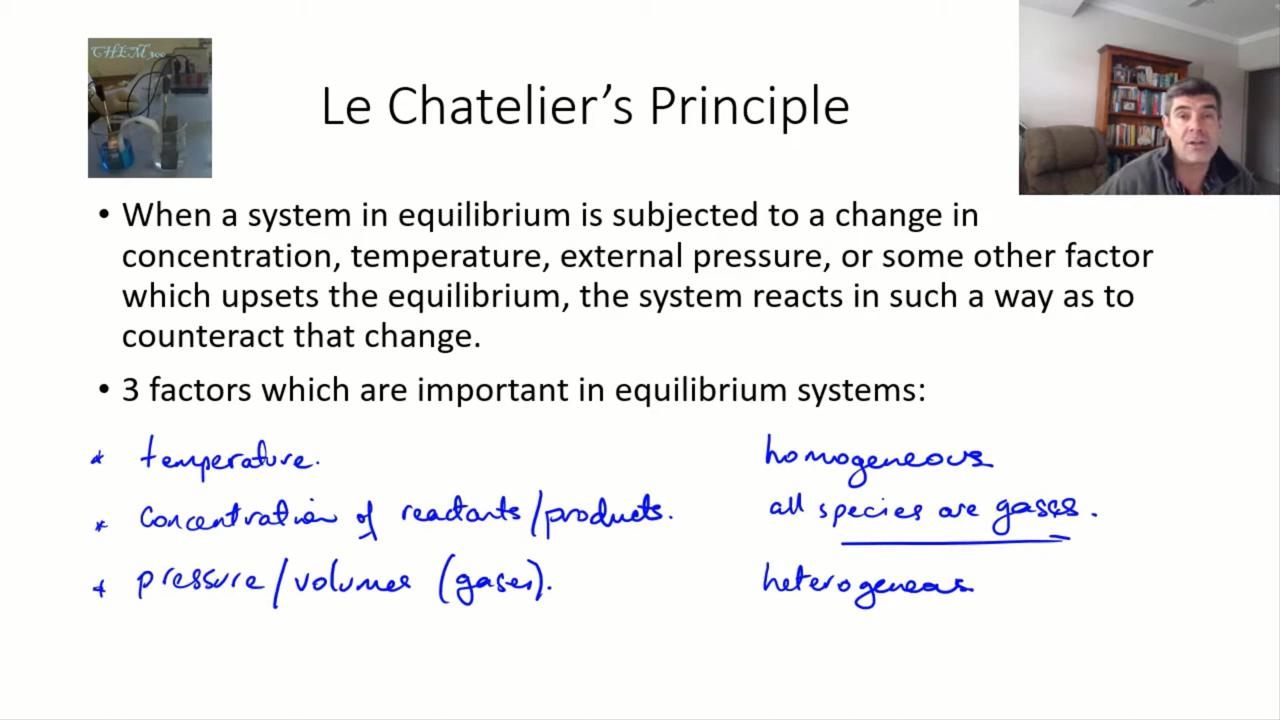 CHEM300
Le Chatelier's Principle
• When a system in equilibrium is subjected to a change in
concentration, temperature, external pressure, or some other factor
which upsets the equilibrium, the system reacts in such a way as to
counteract that change.
• 3 factors which are important in equilibrium systems:
* temperature.
homogeneous
* concentration of reactants/products.
all species are gases.
* pressure/volumes (gases).
heterogeneous